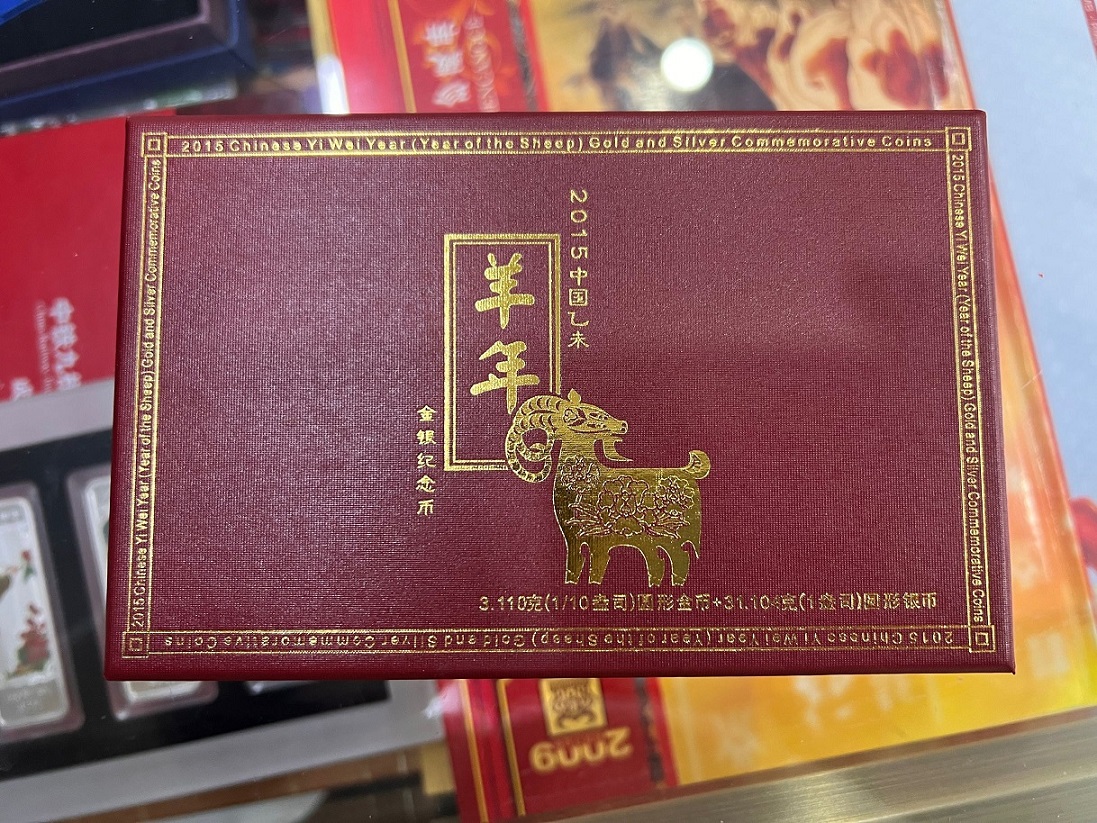 2015 Chinese Yi Wei Year (Year of the Sheep) Gold and Silver Commemorative Coins
2015 Chinese Yi Wei Year (Year of the Sheep) Gold and Silver Commemorative Coins
2015中国乙未
羊年
金银纪念币
2015 Chinese Yi Wei Year (Year of the Sheep) Gold and Silver Commemorative Coins
3.110克(1/10盎司)圆形金币+31.104克(1盎司)圆形银币
2015 Chinese Yi Wei Year (Year of the Sheep) Gold and Silver Commemorative Coins
2009